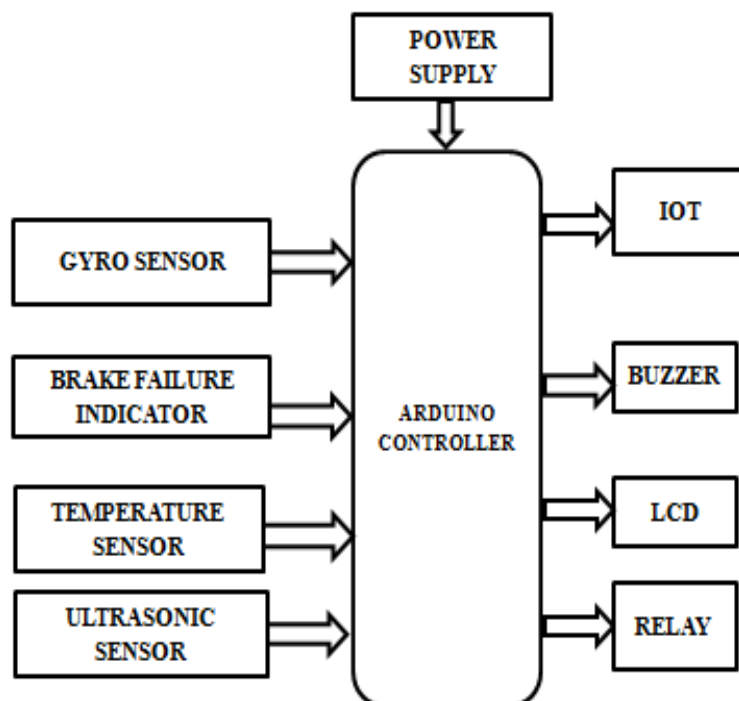 POWER
SUPPLY
GYRO SENSOR
BRAKE FAILURE
INDICATOR
TEMPERATURE
SENSOR
ULTRASONIC
SENSOR
ARDUINO
CONTROLLER
IOT
BUZZER
LCD
RELAY